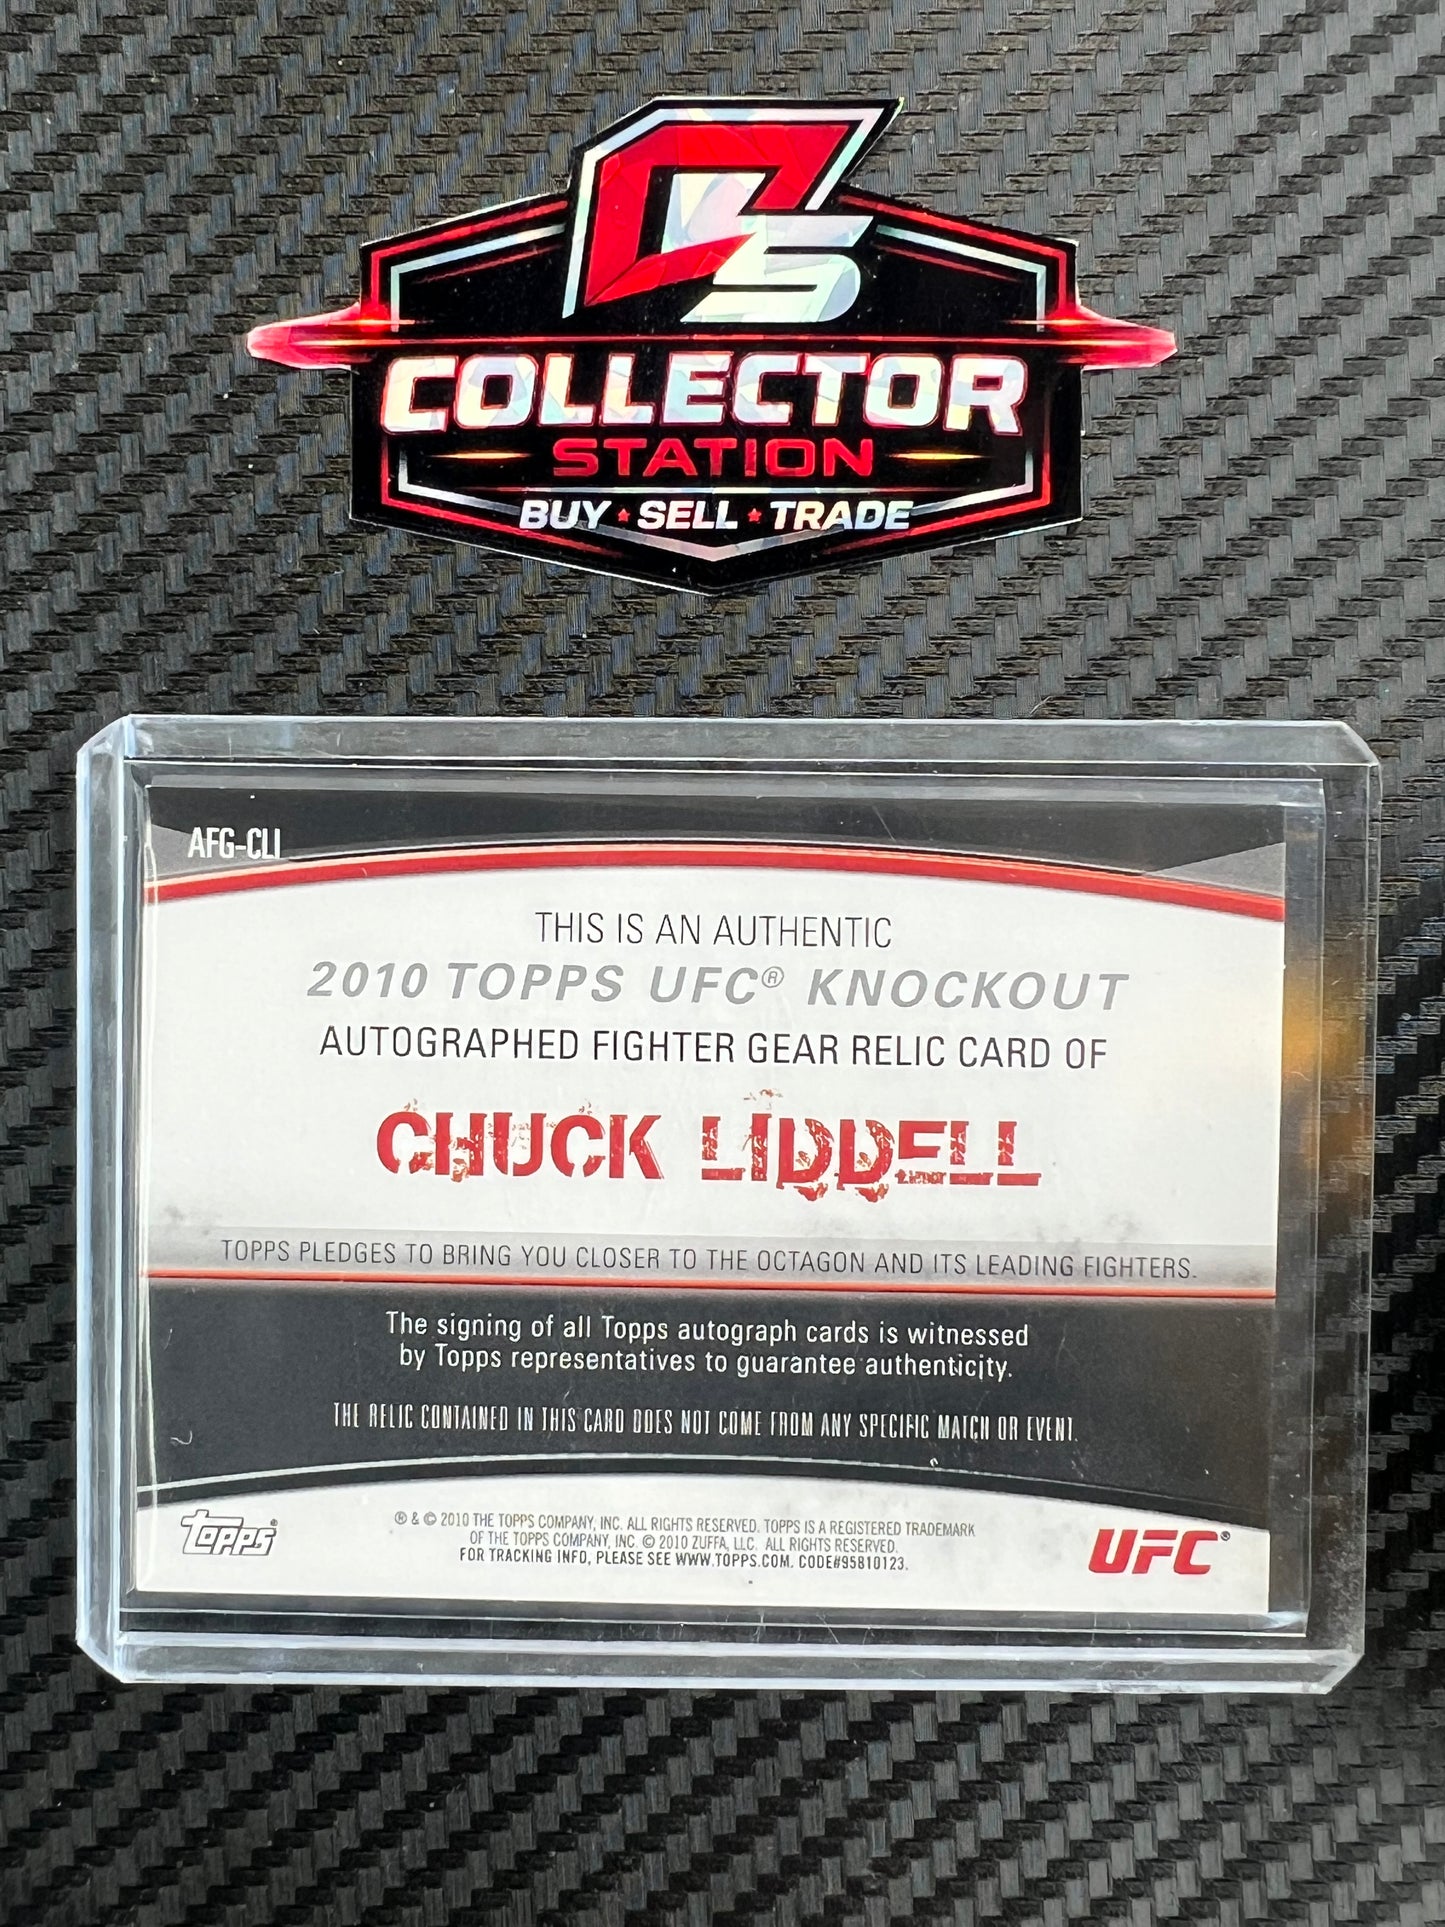 CS
COLLECTOR
STATION
BUY ★ SELL ★ TRADE
AFG-CLI
THIS IS AN AUTHENTIC
2010 TOPPS UFC® KNOCKOUT
AUTOGRAPHED FIGHTER GEAR RELIC CARD OF
CHUCK LIDDELL
TOPPS PLEDGES TO BRING YOU CLOSER TO THE OCTAGON AND ITS LEADING FIGHTERS.
The signing of all Topps autograph cards is witnessed
by Topps representatives to guarantee authenticity.
THE RELIC CONTAINED IN THIS CARD DOES NOT COME FROM ANY SPECIFIC MATCH OR EVENT.
Topps®
® & © 2010 THE TOPPS COMPANY, INC. ALL RIGHTS RESERVED. TOPPS IS A REGISTERED TRADEMARK
OF THE TOPPS COMPANY, INC. © 2010 ZUFFA, LLC. ALL RIGHTS RESERVED.
FOR TRACKING INFO, PLEASE SEE WWW.TOPPS.COM. CODE#95810123.
UFC®